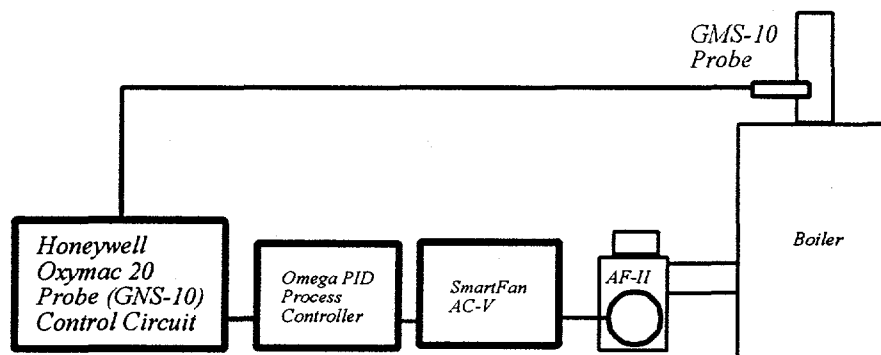 GMS-10
Probe
Honeywell
Oxymac 20
Probe (GNS-10)
Control Circuit
Omega PID
Process
Controller
SmartFan
AC-V
AF-II
Boiler